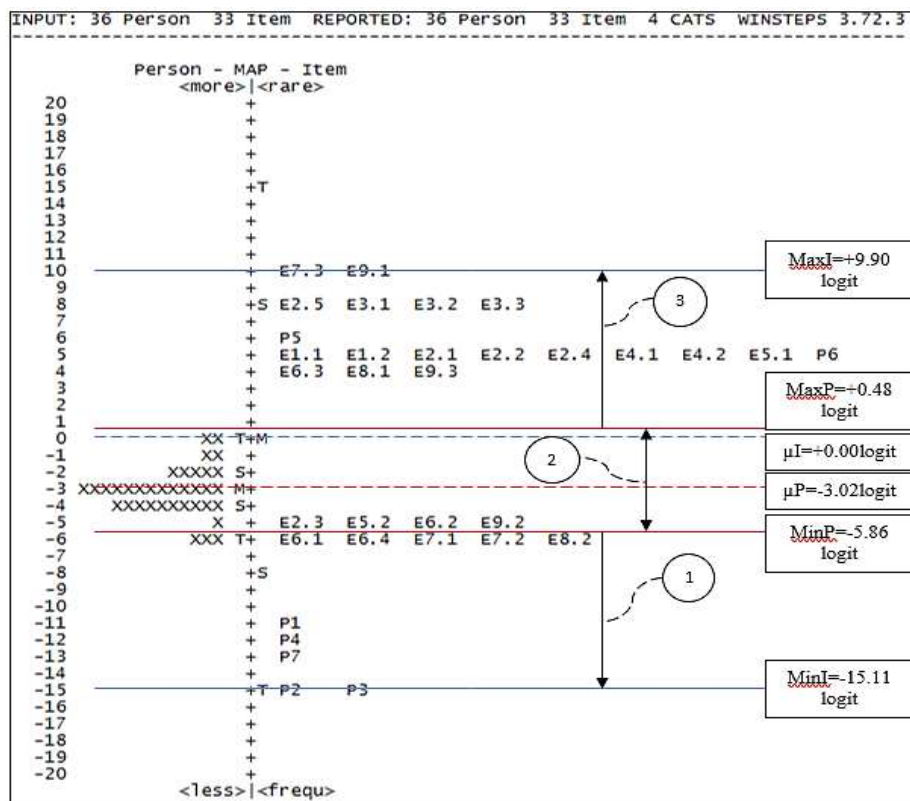 INPUT: 36 Person 33 Item REPORTED: 36 Person 33 Item 4 CATS WINSTEPS 3.72.3
--------------------------------------------------------------------------------
Person - MAP - Item
<more>|<rare>
20 +
19 +
18 +
17 +
16 +
15 +T
14 +
13 +
12 +
11 +
10 + E7.3 E9.1
9 +
8 +S E2.5 E3.1 E3.2 E3.3
7 +
6 + P5
5 + E1.1 E1.2 E2.1 E2.2 E2.4 E4.1 E4.2 E5.1 P6
4 + E6.3 E8.1 E9.3
3 +
2 +
1 +
0 XX T+M
-1 XX +
-2 XXXXX S+
-3 XXXXXXXXXXXXX M+
-4 XXXXXXXXXX S+
-5 X + E2.3 E5.2 E6.2 E9.2
-6 XXX T+ E6.1 E6.4 E7.1 E7.2 E8.2
-7 +
-8 +S
-9 +
-10 +
-11 + P1
-12 + P4
-13 + P7
-14 +
-15 +T P2 P3
-16 +
-17 +
-18 +
-19 +
-20 +
<less>|<frequ>
MaxI=+9.90
logit
3
MaxP=+0.48
logit
µI=+0.00logit
2
µP=-3.02logit
MinP=-5.86
logit
1
MinI=-15.11
logit